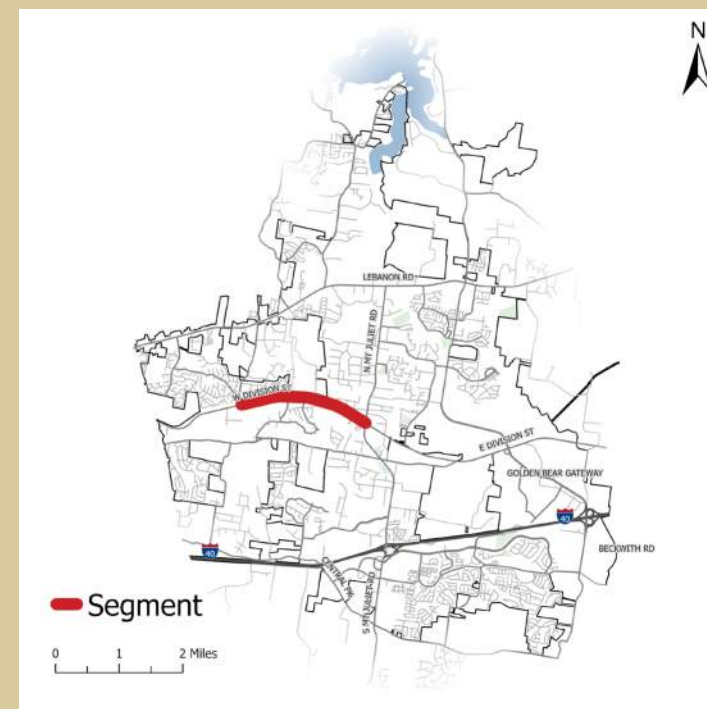 N
LEBANON RD
N MT JULIET RD
W DIVISION ST
E DIVISION ST
GOLDEN BEAR GATEWAY
40
BECKWITH RD
40
CENTRAL PIK
S MT JULIET RD
Segment
0 1 2 Miles